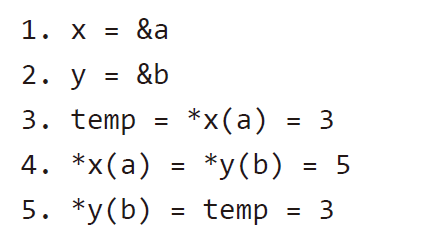 1. x = &a
2. y = &b
3. temp = *x(a) = 3
4. *x(a) = *y(b) = 5
5. *y(b) = temp = 3